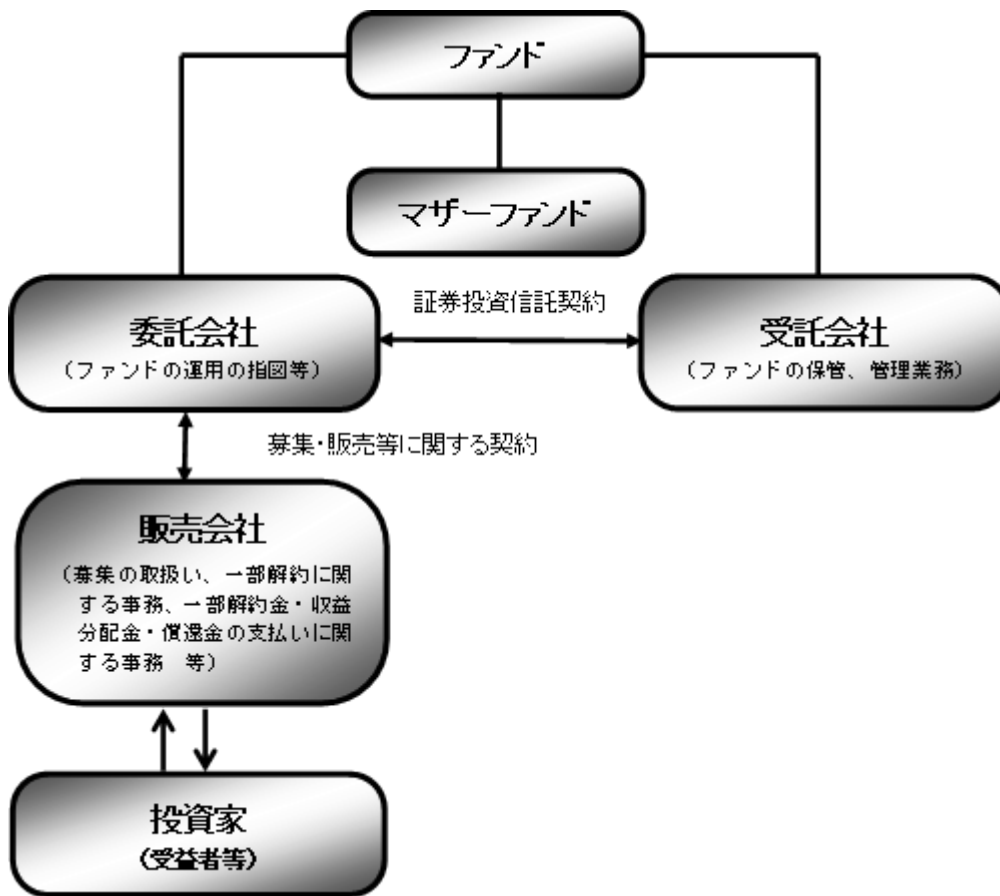 ファンド
マザーファンド
証券投資信託契約
委託会社
（ファンドの運用の指図等）
受託会社
（ファンドの保管、管理業務）
募集・販売等に関する契約
販売会社
（募集の取扱い、一部解約に関
する事務、一部解約金・収益
分配金・償還金の支払いに関
する事務　等）
投資家
（受益者等）